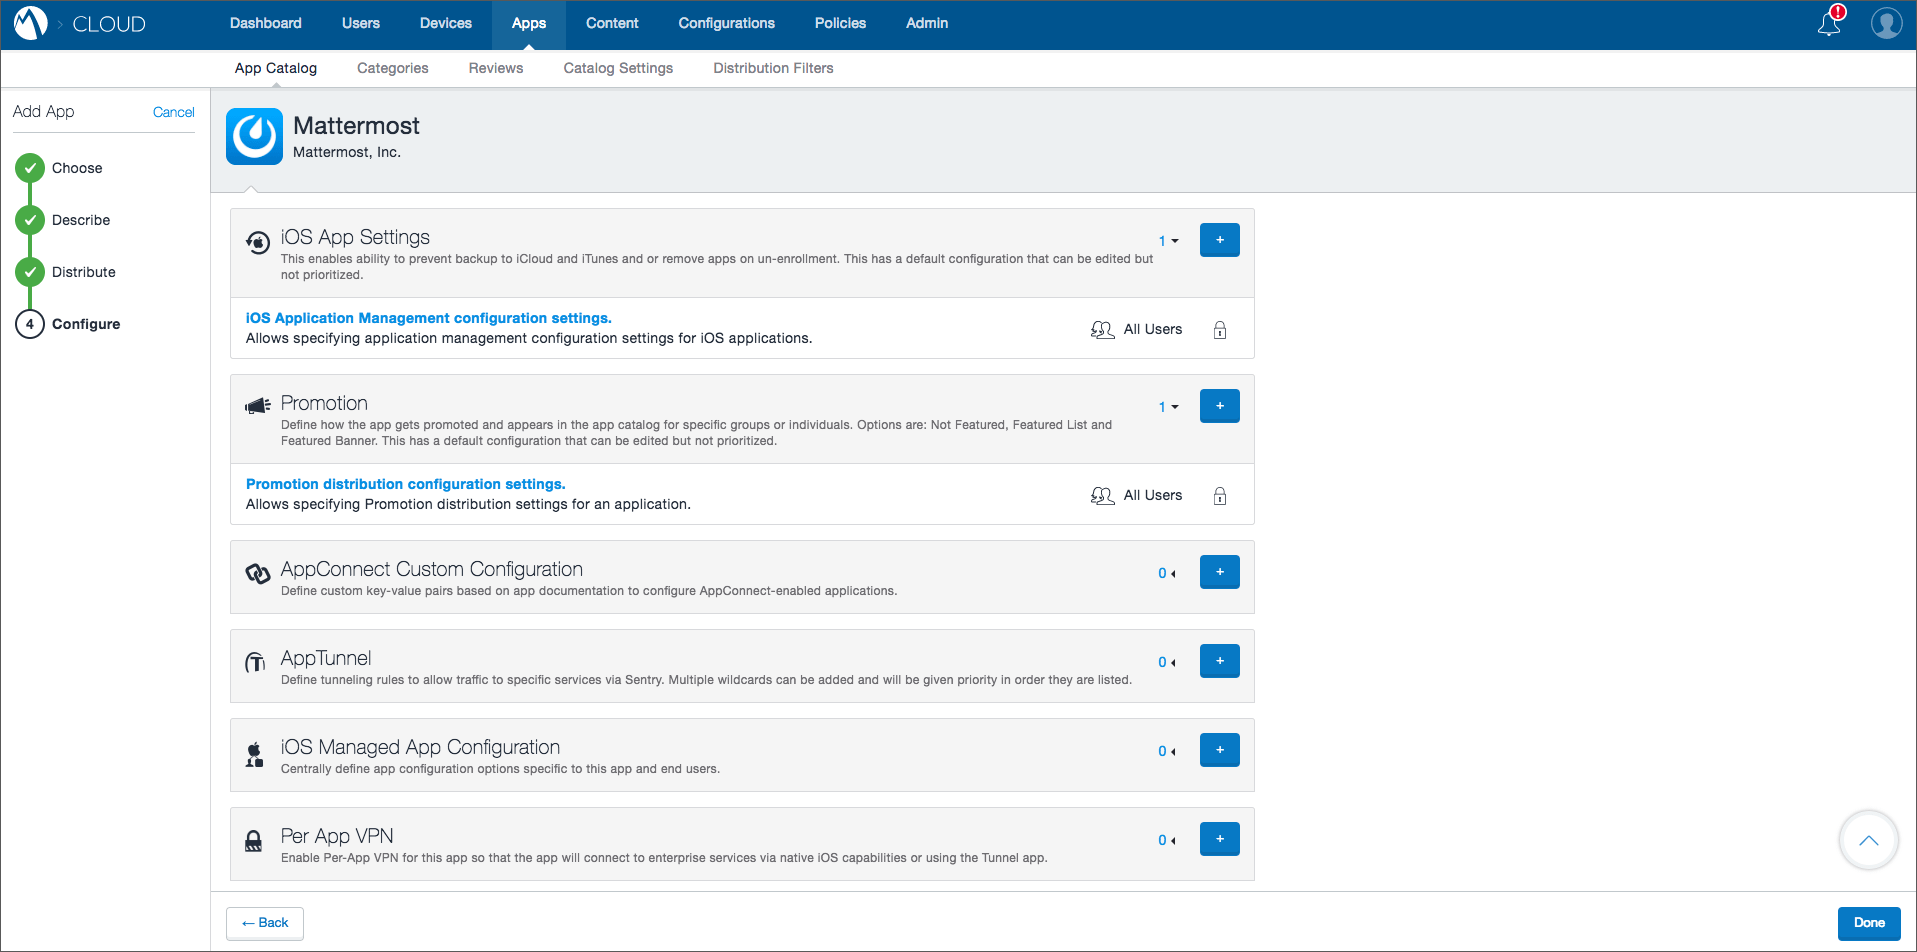 CLOUD
Dashboard Users Devices Apps Content Configurations Policies Admin
!
App Catalog Categories Reviews Catalog Settings Distribution Filters
Add App Cancel
Choose
Describe
Distribute
4 Configure
Mattermost
Mattermost, Inc.
iOS App Settings
This enables ability to prevent backup to iCloud and iTunes and or remove apps on un-enrollment. This has a default configuration that can be edited but
not prioritized.
1 +
iOS Application Management configuration settings.
Allows specifying application management configuration settings for iOS applications.
All Users
Promotion
Define how the app gets promoted and appears in the app catalog for specific groups or individuals. Options are: Not Featured, Featured List and
Featured Banner. This has a default configuration that can be edited but not prioritized.
1 +
Promotion distribution configuration settings.
Allows specifying Promotion distribution settings for an application.
All Users
AppConnect Custom Configuration
Define custom key-value pairs based on app documentation to configure AppConnect-enabled applications.
0 +
AppTunnel
Define tunneling rules to allow traffic to specific services via Sentry. Multiple wildcards can be added and will be given priority in order they are listed.
0 +
iOS Managed App Configuration
Centrally define app configuration options specific to this app and end users.
0 +
Per App VPN
Enable Per-App VPN for this app so that the app will connect to enterprise services via native iOS capabilities or using the Tunnel app.
0 +
← Back
Done